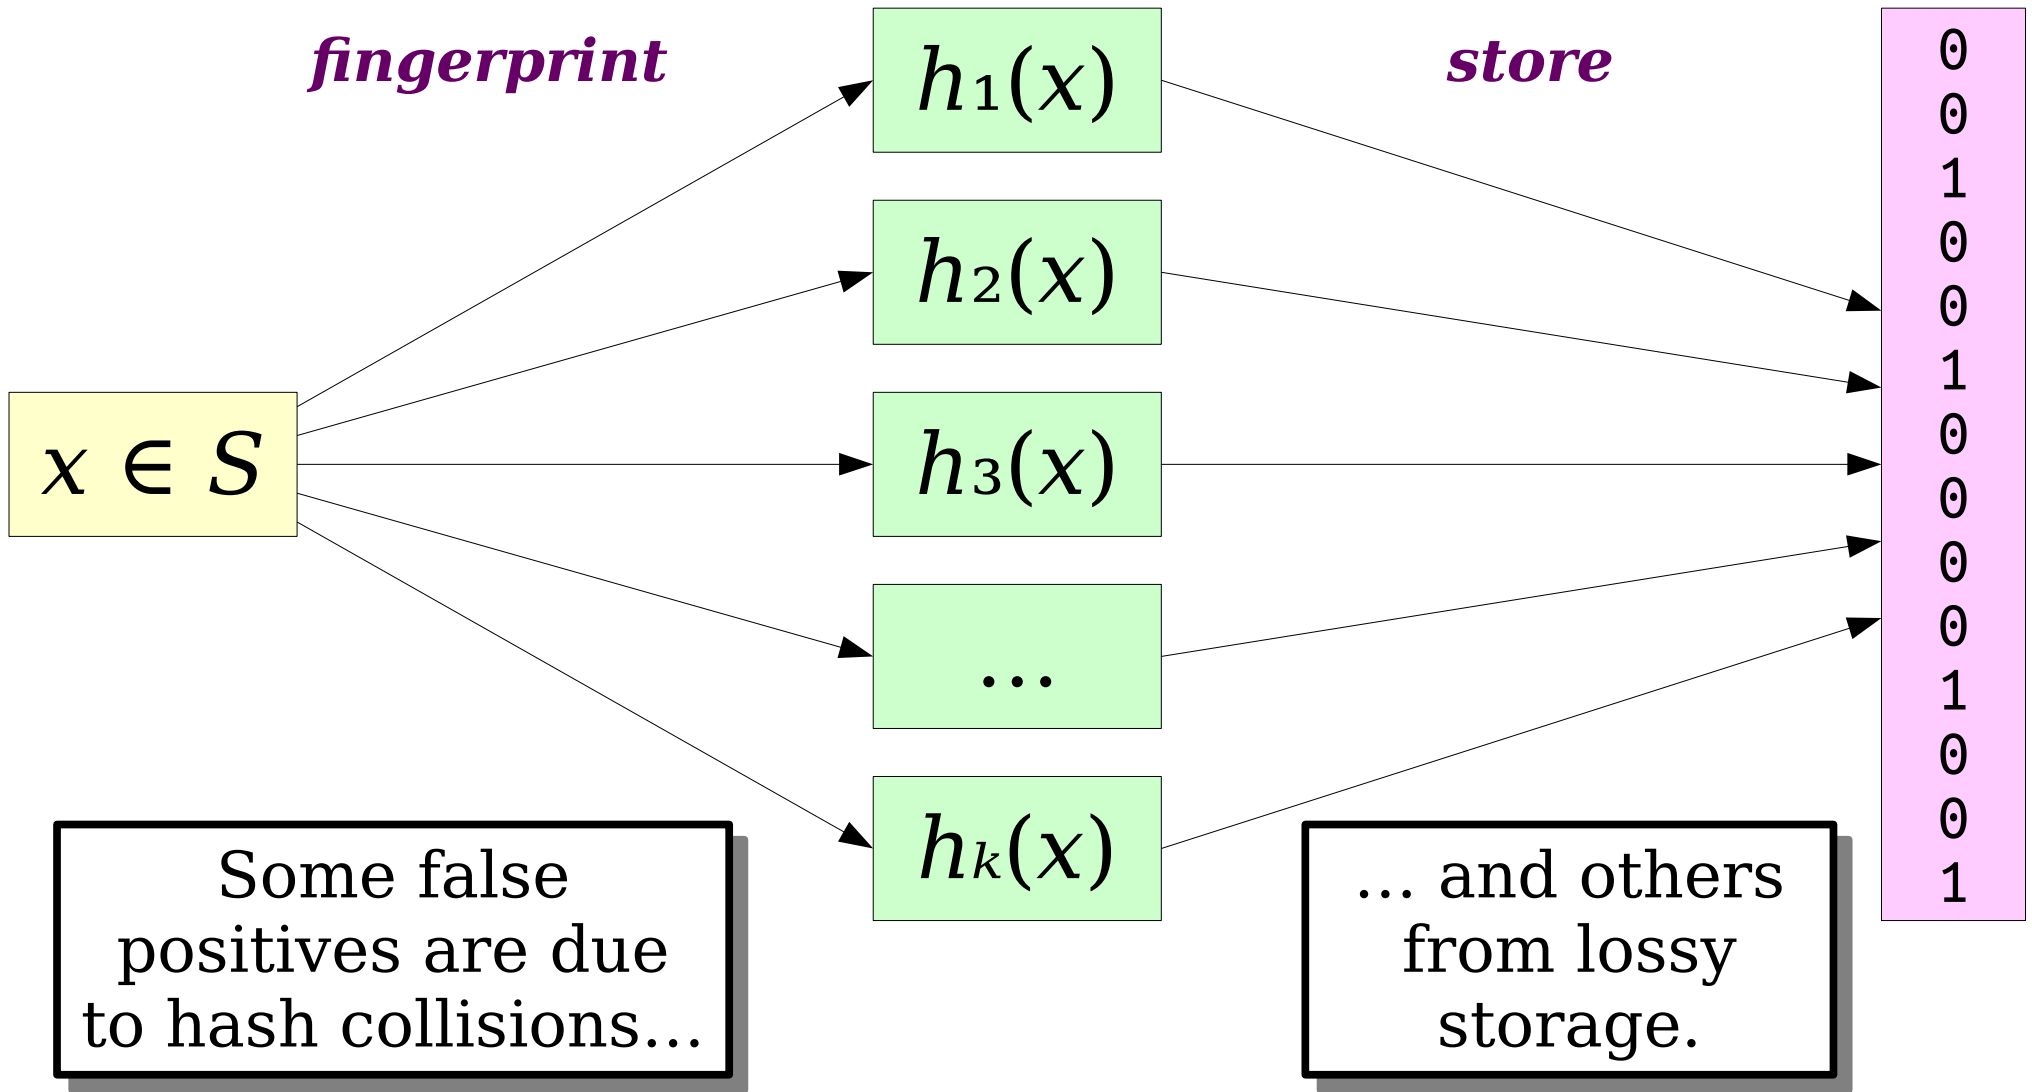 fingerprint
store
h1(x)
h2(x)
x ∈ S
h3(x)
...
hk(x)
0
0
1
0
0
1
0
0
0
0
1
0
0
1
Some false
positives are due
to hash collisions...
... and others
from lossy
storage.